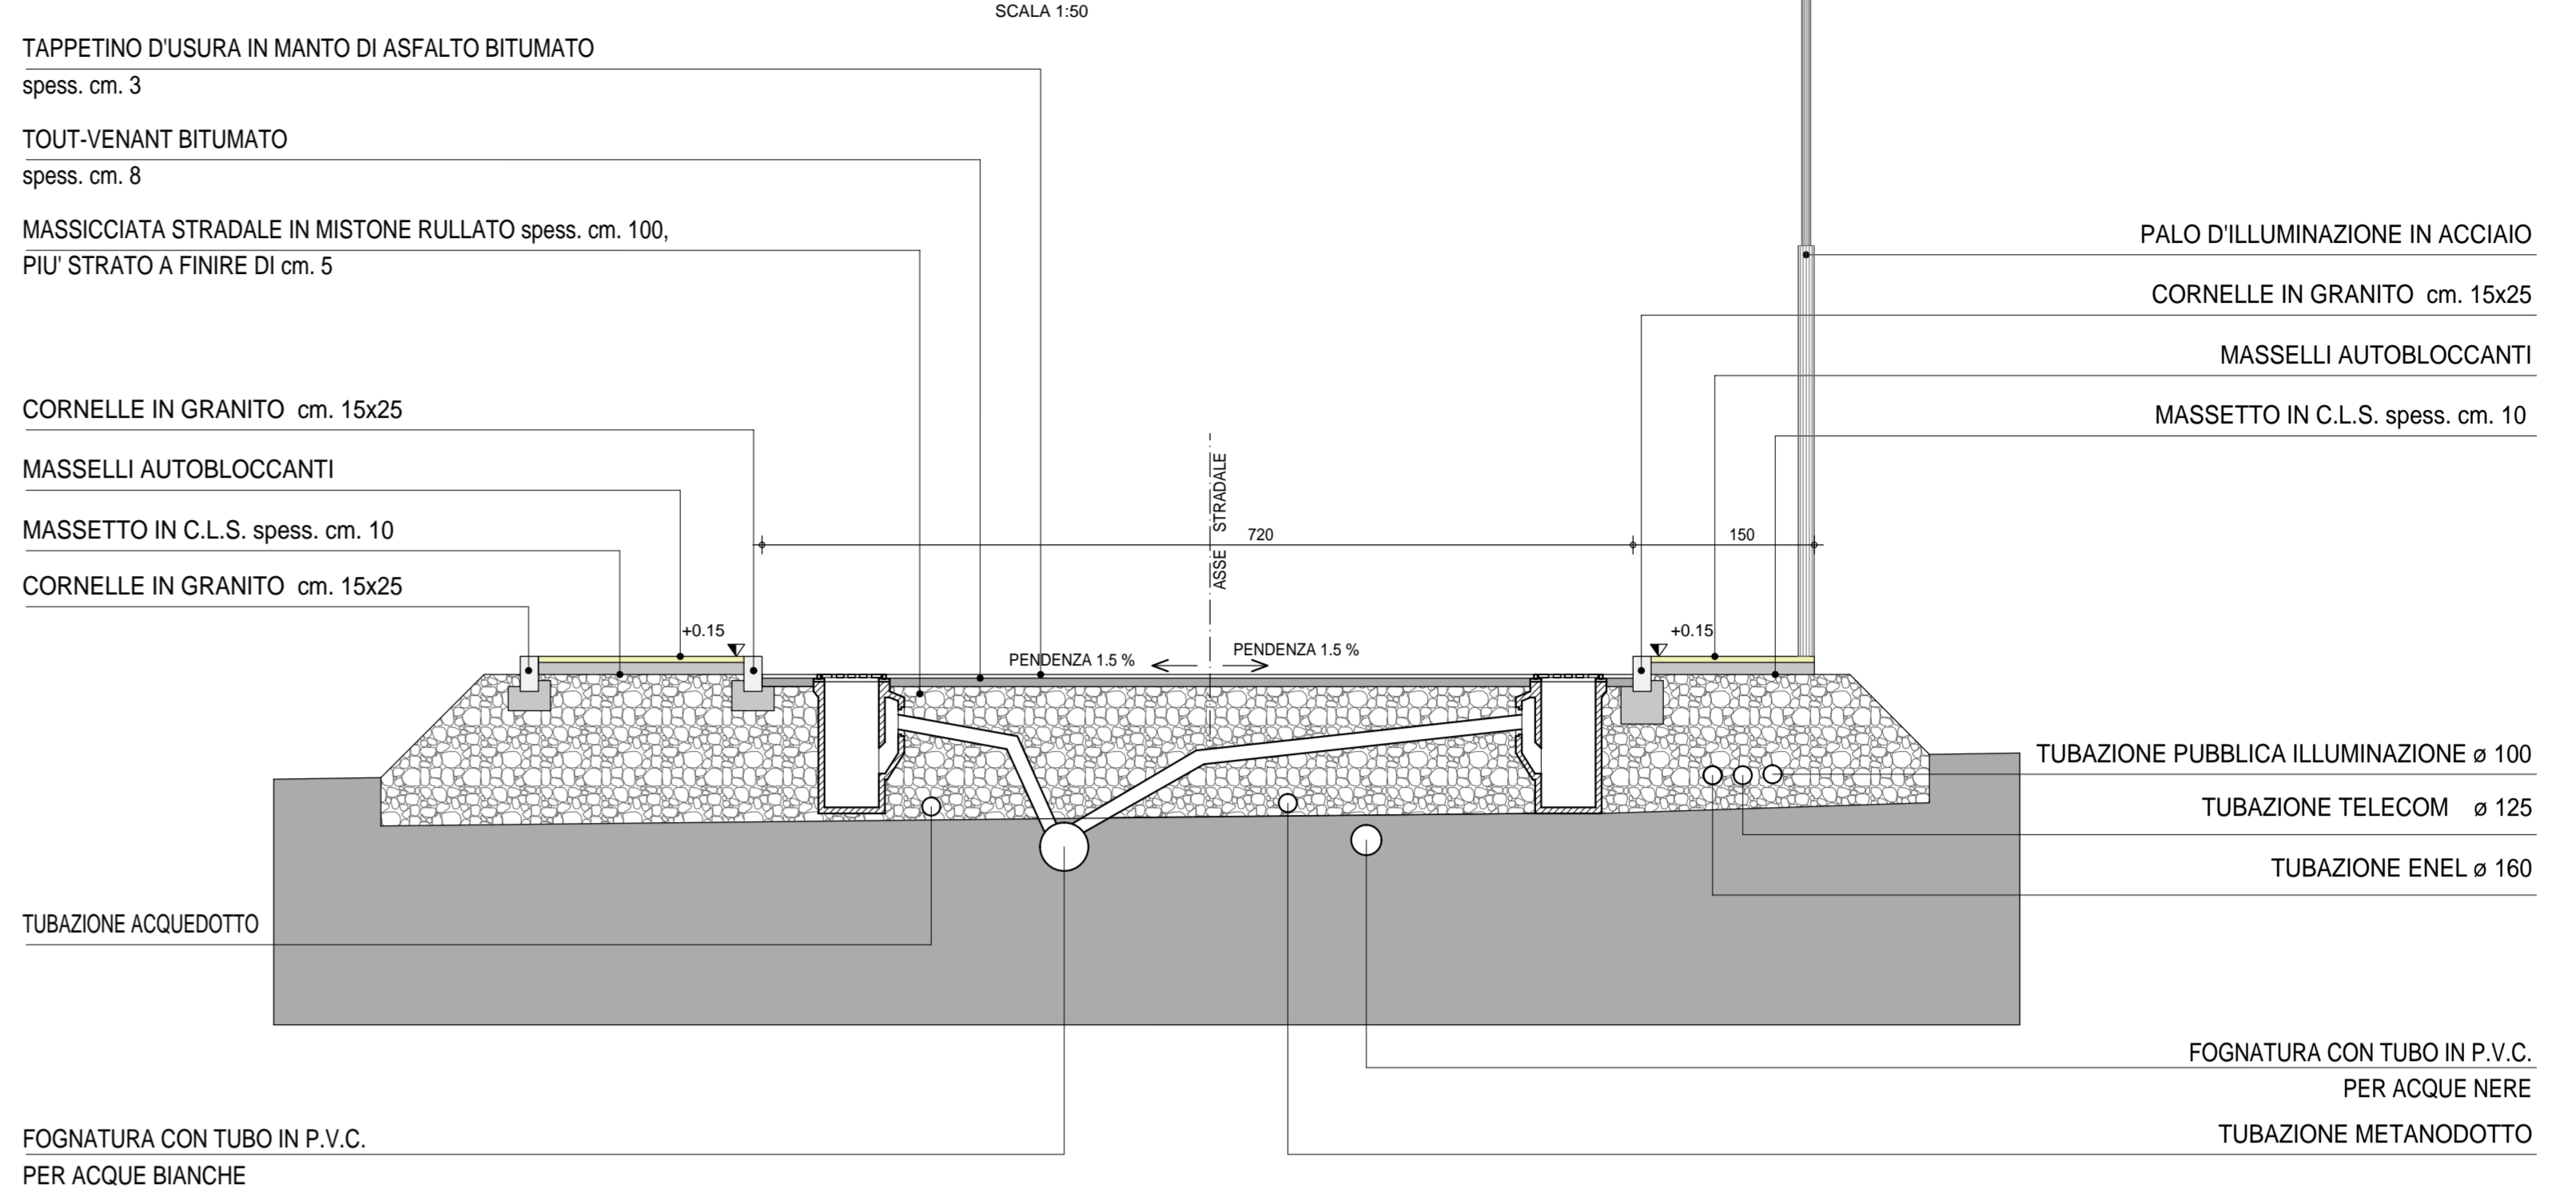 SCALA 1:50
TAPPETINO D'USURA IN MANTO DI ASFALTO BITUMATO
spess. cm. 3
TOUT-VENANT BITUMATO
spess. cm. 8
MASSICCIATA STRADALE IN MISTONE RULLATO spess. cm. 100,
PIU' STRATO A FINIRE DI cm. 5
CORNELLE IN GRANITO cm. 15x25
MASSELLI AUTOBLOCCANTI
MASSETTO IN C.L.S. spess. cm. 10
CORNELLE IN GRANITO cm. 15x25
PALO D'ILLUMINAZIONE IN ACCIAIO
CORNELLE IN GRANITO cm. 15x25
MASSELLI AUTOBLOCCANTI
MASSETTO IN C.L.S. spess. cm. 10
ASSE STRADALE
720
150
+0.15
+0.15
PENDENZA 1.5 %
PENDENZA 1.5 %
TUBAZIONE PUBBLICA ILLUMINAZIONE ø 100
TUBAZIONE TELECOM ø 125
TUBAZIONE ENEL ø 160
TUBAZIONE ACQUEDOTTO
FOGNATURA CON TUBO IN P.V.C.
PER ACQUE NERE
TUBAZIONE METANODOTTO
FOGNATURA CON TUBO IN P.V.C.
PER ACQUE BIANCHE